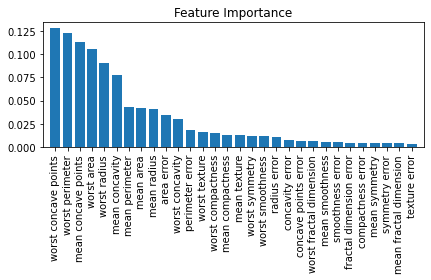 Feature Importance
0.125
0.100
0.075
0.050
0.025
0.000
worst concave points
worst perimeter
mean concave points
worst area
worst radius
mean concavity
mean perimeter
mean area
mean radius
area error
worst concavity
perimeter error
worst texture
worst compactness
mean compactness
mean texture
worst symmetry
worst smoothness
radius error
concavity error
concave points error
worst fractal dimension
mean smoothness
smoothness error
fractal dimension error
compactness error
mean symmetry
symmetry error
mean fractal dimension
texture error